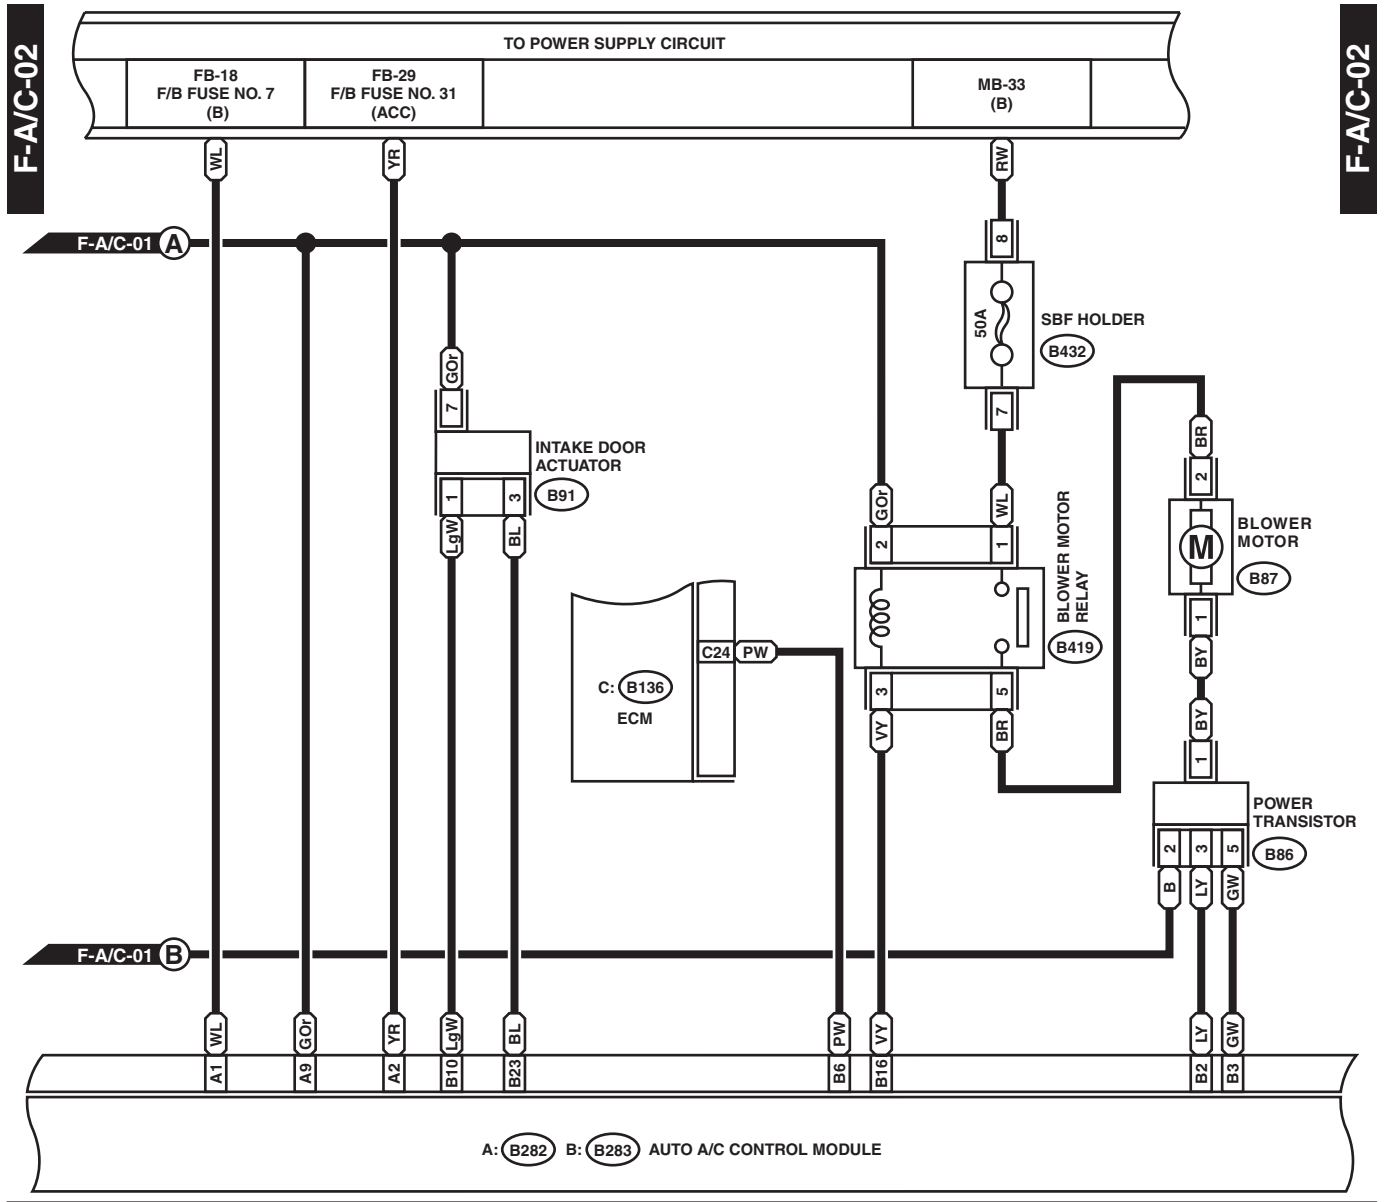 F-A/C-02
F-A/C-02
TO POWER SUPPLY CIRCUIT
FB-18
F/B FUSE NO. 7
(B)
FB-29
F/B FUSE NO. 31
(ACC)
MB-33
(B)
WL
YR
RW
F-A/C-01 A
8
50A
SBF HOLDER
B432
7
GOr
7
INTAKE DOOR
ACTUATOR
B91
1
3
LgW
BL
GOr
WL
2
1
BLOWER MOTOR
RELAY
B419
3
5
VY
BR
BR
2
M
BLOWER
MOTOR
B87
1
BY
BY
1
POWER
TRANSISTOR
B86
2
3
5
B
LY
GW
C24
PW
C: B136
ECM
F-A/C-01 B
WL
GOr
YR
LgW
BL
PW
VY
LY
GW
A1
A9
A2
B10
B23
B6
B16
B2
B3
A: B282 B: B283 AUTO A/C CONTROL MODULE